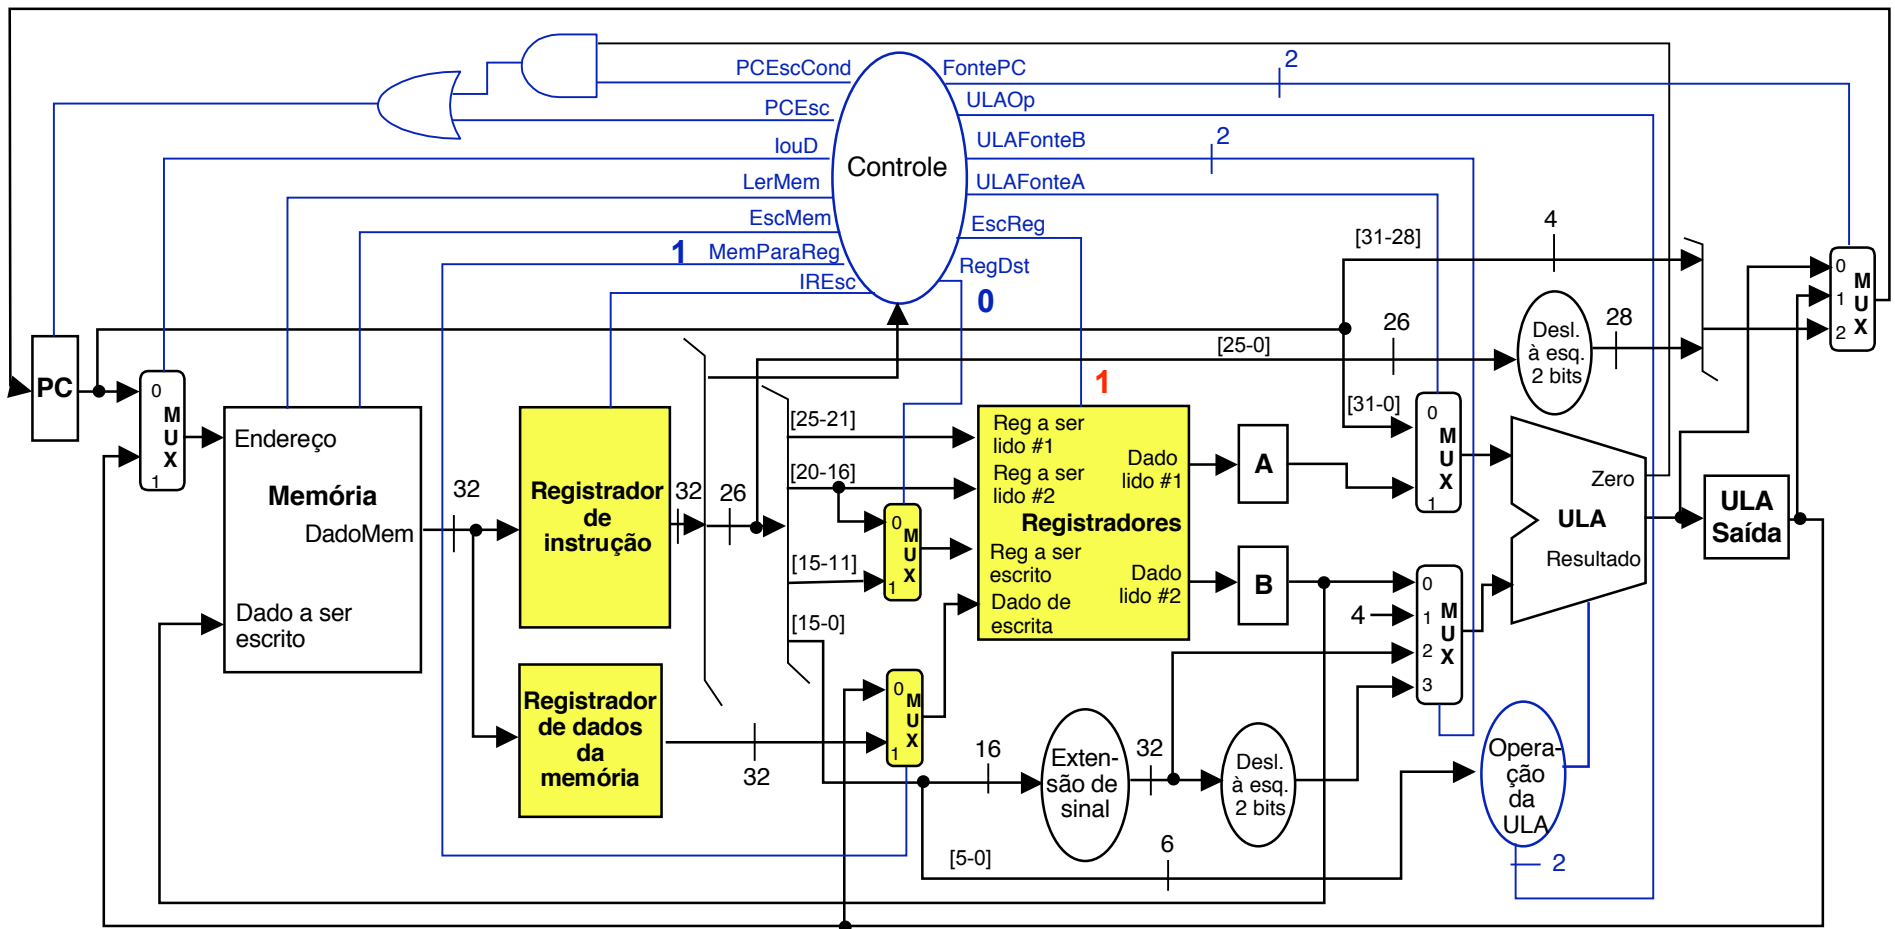 2
PCEscCond
FontePC
PCEsc
ULAOp
IouD
2
ULAFonteB
Controle
LerMem
ULAFonteA
EscMem
EscReg
1
MemParaReg
RegDst
IREsc
0
[31-28]
4
26
28
[25-0]
Desl.
à esq.
2 bits
0
1
2
M
U
X
PC
0
M
U
X
1
Endereço
Memória
DadoMem
Dado a ser
escrito
32
Registrador
de
instrução
32
26
Registrador
de dados
da
memória
32
[25-21]
[20-16]
[15-11]
[15-0]
0
M
U
X
1
0
M
U
X
1
1
Reg a ser
lido #1
Reg a ser
lido #2
Dado
lido #1
Registradores
Reg a ser
escrito
Dado
lido #2
Dado de
escrita
A
B
[31-0]
0
M
U
X
1
4
0
1
2
3
M
U
X
Zero
ULA
Resultado
ULA
Saída
16
Exten-
são de
sinal
32
Desl.
à esq.
2 bits
Opera-
ção
da
ULA
[5-0]
6
2